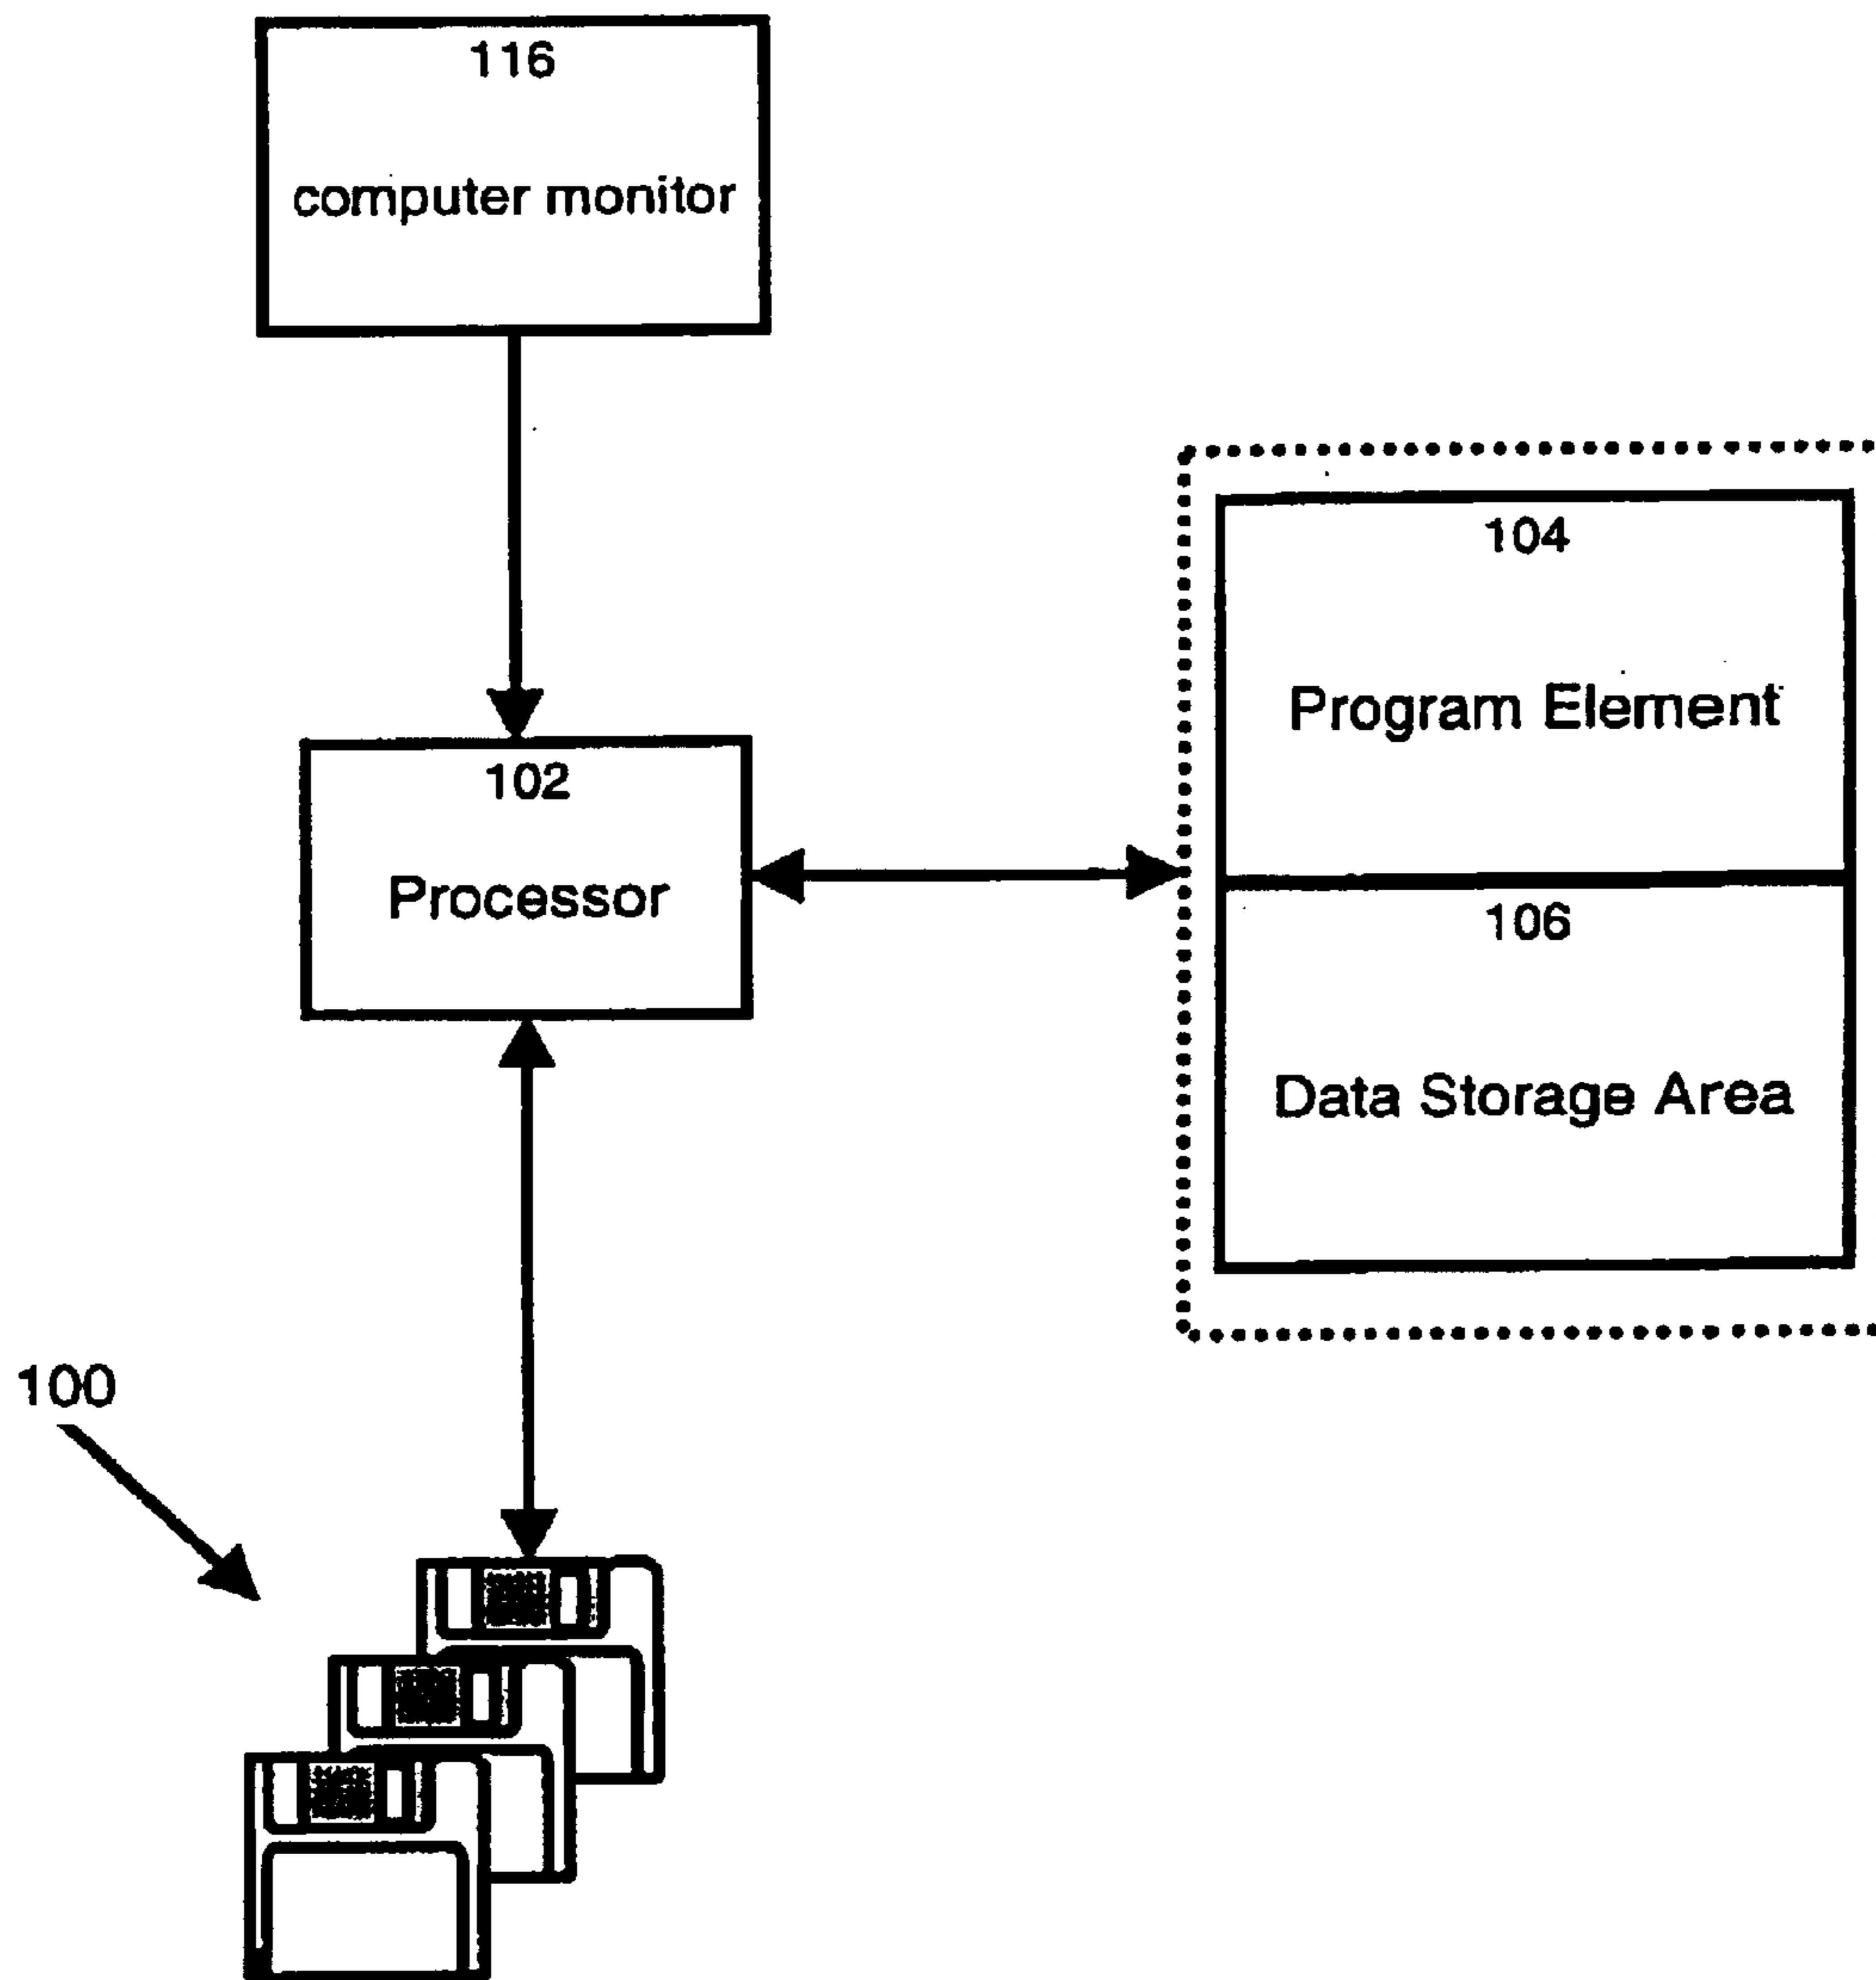 116
computer monitor
104
Program Element
102
Processor
106
Data Storage Area
100